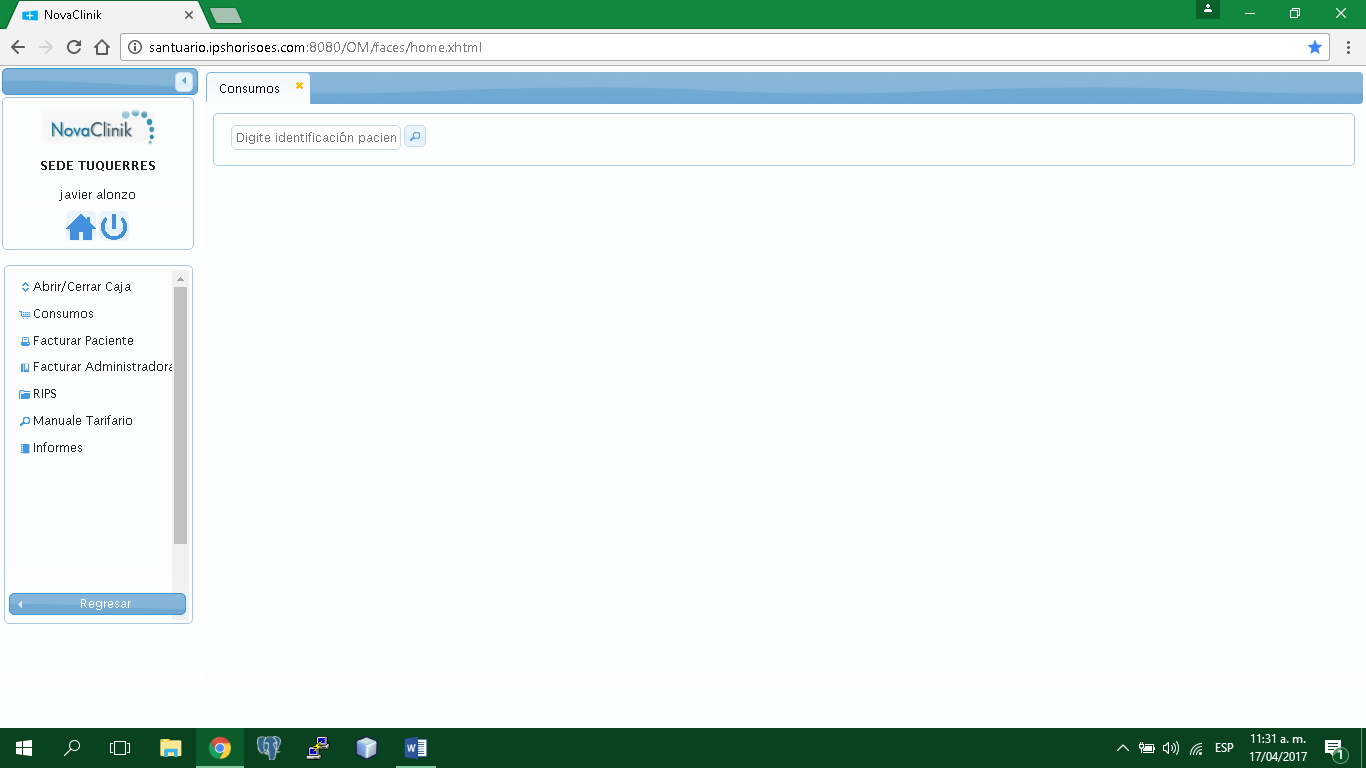 NovaClinik
santuario.ipshorisoes.com:8080/OM/faces/home.xhtml
NovaClinik
SEDE TUQUERRES
javier alonzo
Abrir/Cerrar Caja
Consumos
Facturar Paciente
Facturar Administradora
RIPS
Manuale Tarifario
Informes
Regresar
Consumos
Digite identificación pacien
ESP
11:31 a. m.
17/04/2017
1